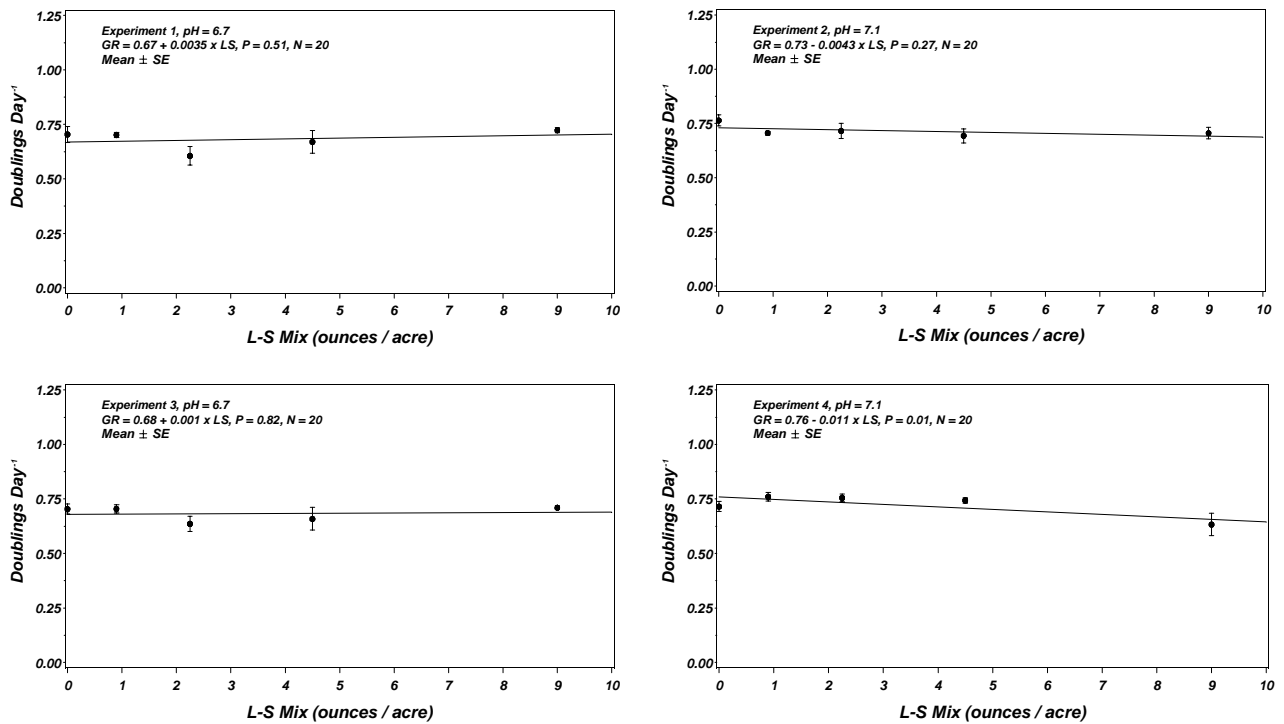 Experiment 1, pH = 6.7
GR = 0.67 + 0.0035 x LS, P = 0.51, N = 20
Mean ± SE
1.25
1.00
0.75
0.50
0.25
0.00
Doublings Day⁻¹
0 1 2 3 4 5 6 7 8 9 10
L-S Mix (ounces / acre)
Experiment 2, pH = 7.1
GR = 0.73 - 0.0043 x LS, P = 0.27, N = 20
Mean ± SE
1.25
1.00
0.75
0.50
0.25
0.00
Doublings Day⁻¹
0 1 2 3 4 5 6 7 8 9 10
L-S Mix (ounces / acre)
Experiment 3, pH = 6.7
GR = 0.68 + 0.001 x LS, P = 0.82, N = 20
Mean ± SE
1.25
1.00
0.75
0.50
0.25
0.00
Doublings Day⁻¹
0 1 2 3 4 5 6 7 8 9 10
L-S Mix (ounces / acre)
Experiment 4, pH = 7.1
GR = 0.76 - 0.011 x LS, P = 0.01, N = 20
Mean ± SE
1.25
1.00
0.75
0.50
0.25
0.00
Doublings Day⁻¹
0 1 2 3 4 5 6 7 8 9 10
L-S Mix (ounces / acre)